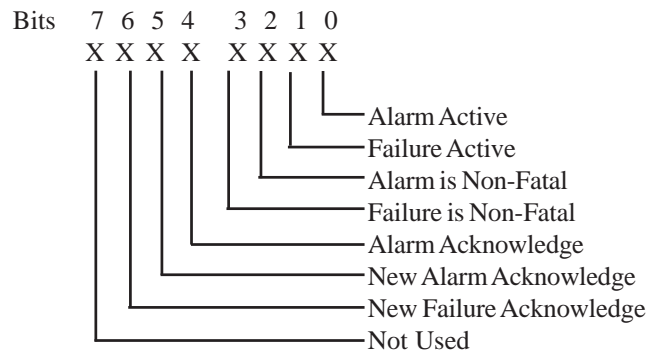 Bits 7 6 5 4 3 2 1 0
X X X X X X X X
Alarm Active
Failure Active
Alarm is Non-Fatal
Failure is Non-Fatal
Alarm Acknowledge
New Alarm Acknowledge
New Failure Acknowledge
Not Used